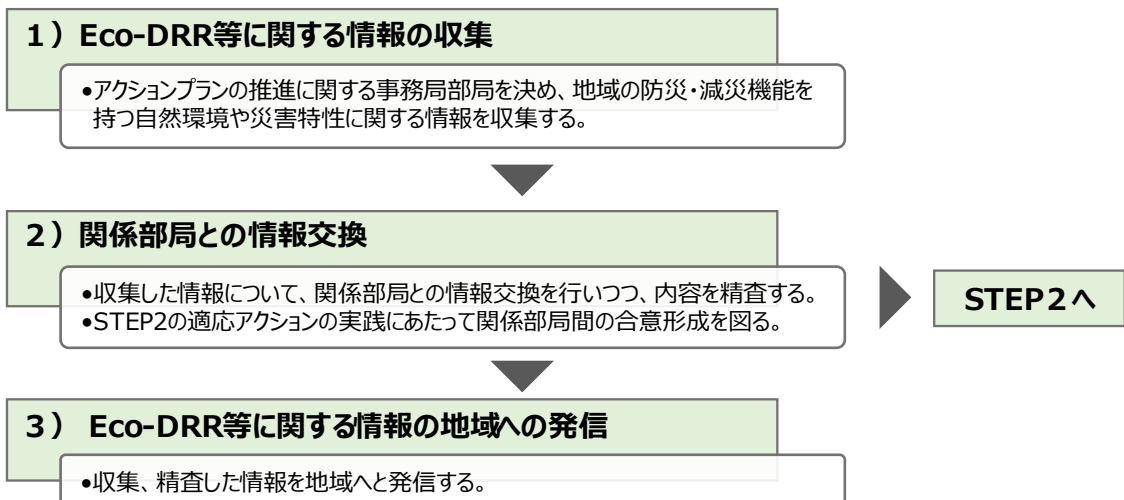 1）Eco-DRR等に関する情報の収集
•アクションプランの推進に関する事務局部局を決め、地域の防災・減災機能を
持つ自然環境や災害特性に関する情報を収集する。
2）関係部局との情報交換
•収集した情報について、関係部局との情報交換を行いつつ、内容を精査する。
•STEP2の適応アクションの実践にあたって関係部局間の合意形成を図る。
STEP2へ
3） Eco-DRR等に関する情報の地域への発信
•収集、精査した情報を地域へと発信する。